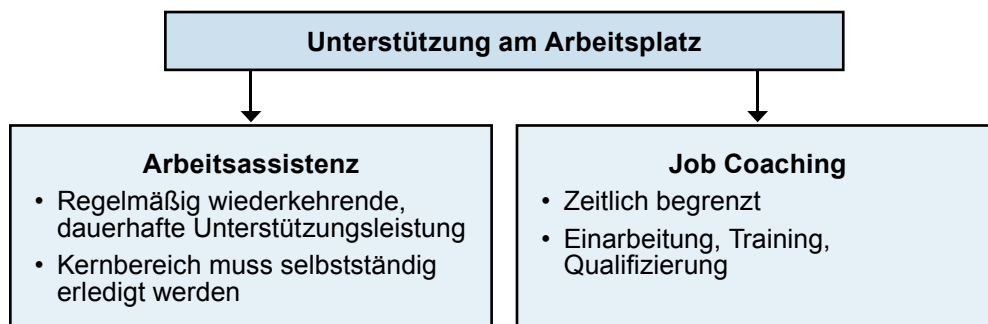 Unterstützung am Arbeitsplatz
Arbeitsassistenz
• Regelmäßig wiederkehrende,
dauerhafte Unterstützungsleistung
• Kernbereich muss selbstständig
erledigt werden
Job Coaching
• Zeitlich begrenzt
• Einarbeitung, Training,
Qualifizierung